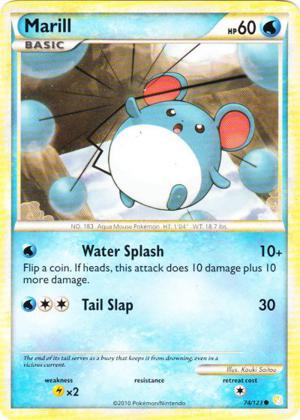 Marill HP60
BASIC
NO. 183 Aqua Mouse Pokémon HT. 1'04" WT. 18.7 lbs.
Water Splash 10+
Flip a coin. If heads, this attack does 10 damage plus 10
more damage.
Tail Slap 30
Illus. Kouki Saitou
The end of its tail serves as a buoy that keeps it from drowning, even in a
vicious current.
weakness resistance retreat cost
×2
©2010 Pokémon/Nintendo 74/123